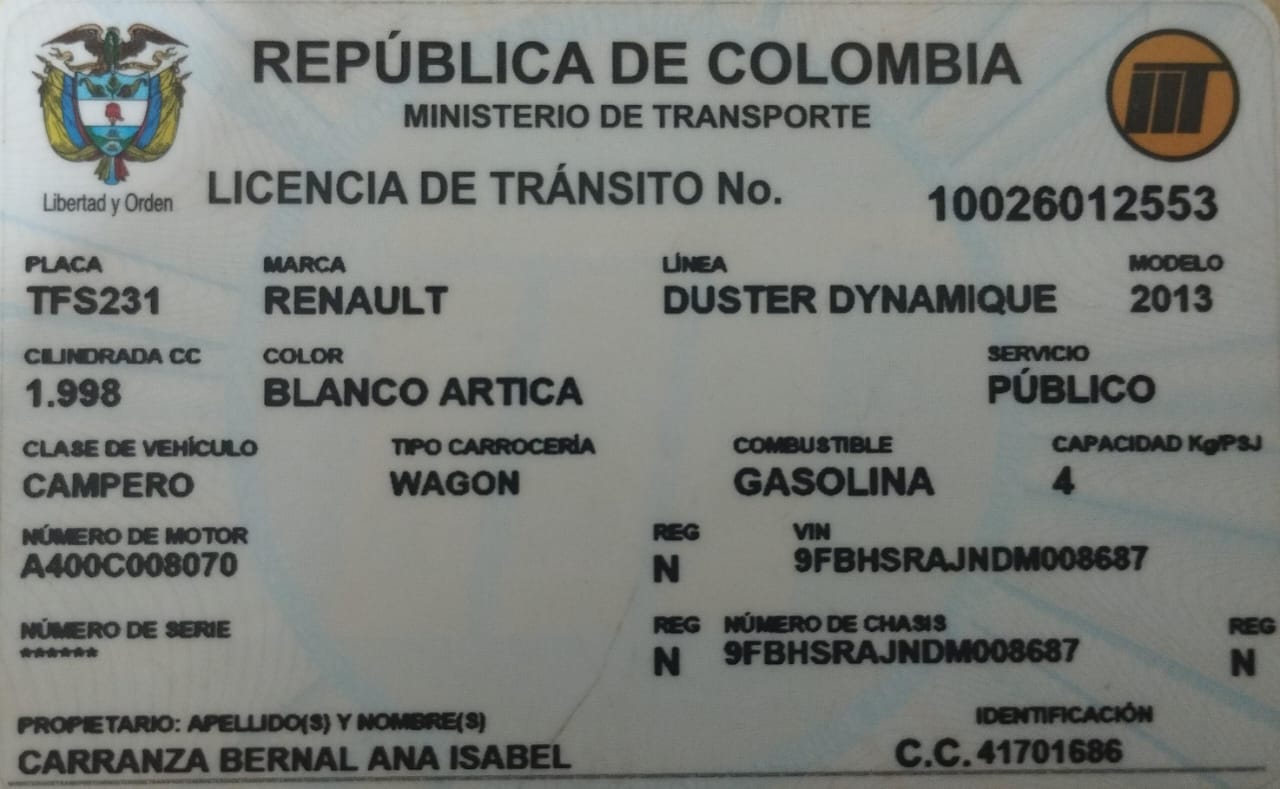 REPÚBLICA DE COLOMBIA
MINISTERIO DE TRANSPORTE
Libertad y Orden
LICENCIA DE TRÁNSITO No. 10026012553
PLACA MARCA LÍNEA MODELO
TFS231 RENAULT DUSTER DYNAMIQUE 2013
CILINDRADA CC COLOR SERVICIO
1.998 BLANCO ARTICA PÚBLICO
CLASE DE VEHÍCULO TIPO CARROCERÍA COMBUSTIBLE CAPACIDAD Kg/PSJ
CAMPERO WAGON GASOLINA 4
NÚMERO DE MOTOR REG VIN
A400C008070 N 9FBHSRAJNDM008687
NÚMERO DE SERIE REG NÚMERO DE CHASIS REG
****** N 9FBHSRAJNDM008687 N
PROPIETARIO: APELLIDO(S) Y NOMBRE(S) IDENTIFICACIÓN
CARRANZA BERNAL ANA ISABEL C.C. 41701686